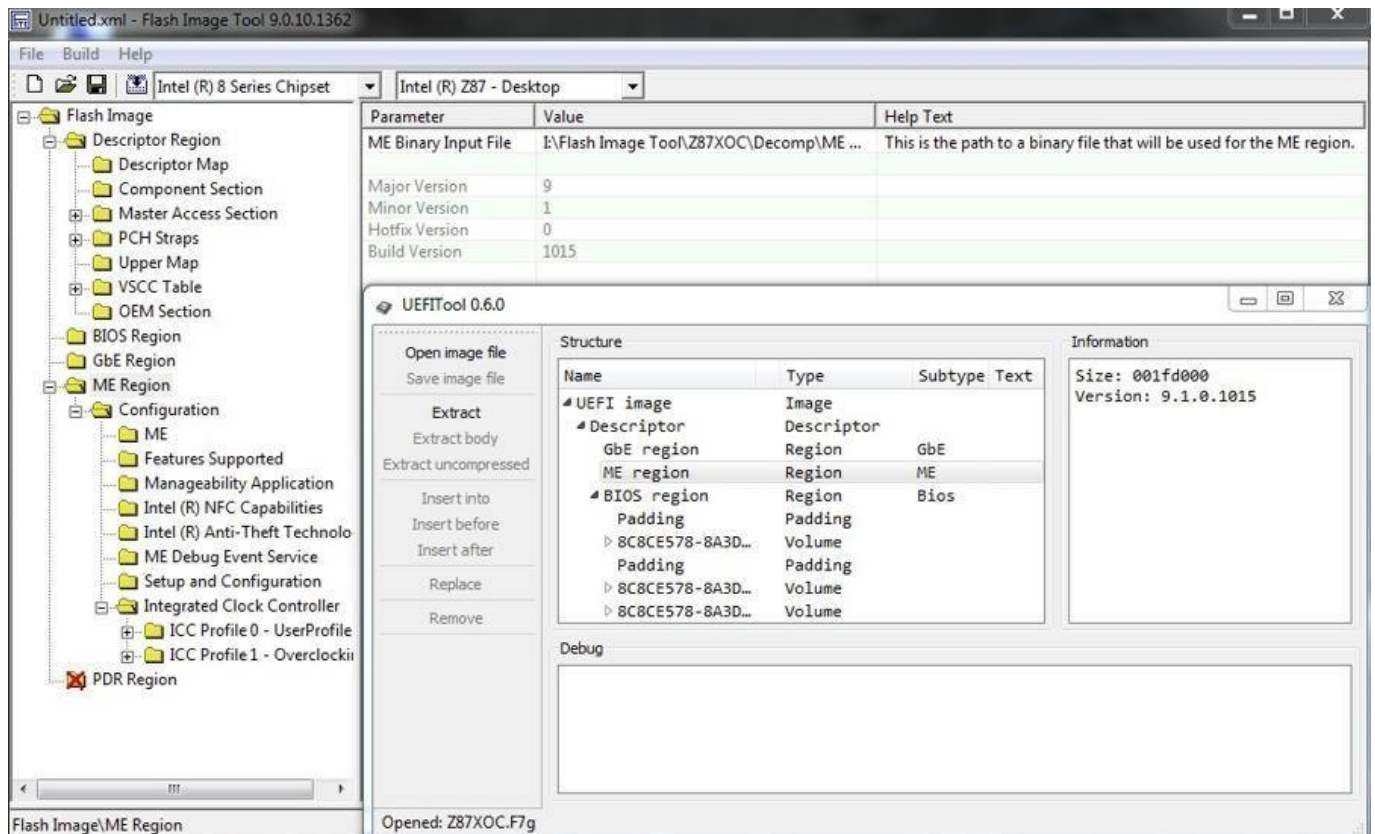 Untitled.xml - Flash Image Tool 9.0.10.1362
File Build Help
Intel (R) 8 Series Chipset Intel (R) Z87 - Desktop
Flash Image
Descriptor Region
Descriptor Map
Component Section
Master Access Section
PCH Straps
Upper Map
VSCC Table
OEM Section
BIOS Region
GbE Region
ME Region
Configuration
ME
Features Supported
Manageability Application
Intel (R) NFC Capabilities
Intel (R) Anti-Theft Technolo
ME Debug Event Service
Setup and Configuration
Integrated Clock Controller
ICC Profile 0 - UserProfile
ICC Profile 1 - Overclocki
PDR Region
Flash Image\ME Region
Parameter Value Help Text
ME Binary Input File I:\Flash Image Tool\Z87XOC\Decomp\ME ... This is the path to a binary file that will be used for the ME region.
Major Version 9
Minor Version 1
Hotfix Version 0
Build Version 1015
UEFITool 0.6.0
Open image file
Save image file
Extract
Extract body
Extract uncompressed
Insert into
Insert before
Insert after
Replace
Remove
Structure
Name Type Subtype Text
UEFI image Image
Descriptor Descriptor
GbE region Region GbE
ME region Region ME
BIOS region Region Bios
Padding Padding
8C8CE578-8A3D... Volume
Padding Padding
8C8CE578-8A3D... Volume
8C8CE578-8A3D... Volume
Information
Size: 001fd000
Version: 9.1.0.1015
Debug
Opened: Z87XOC.F7g